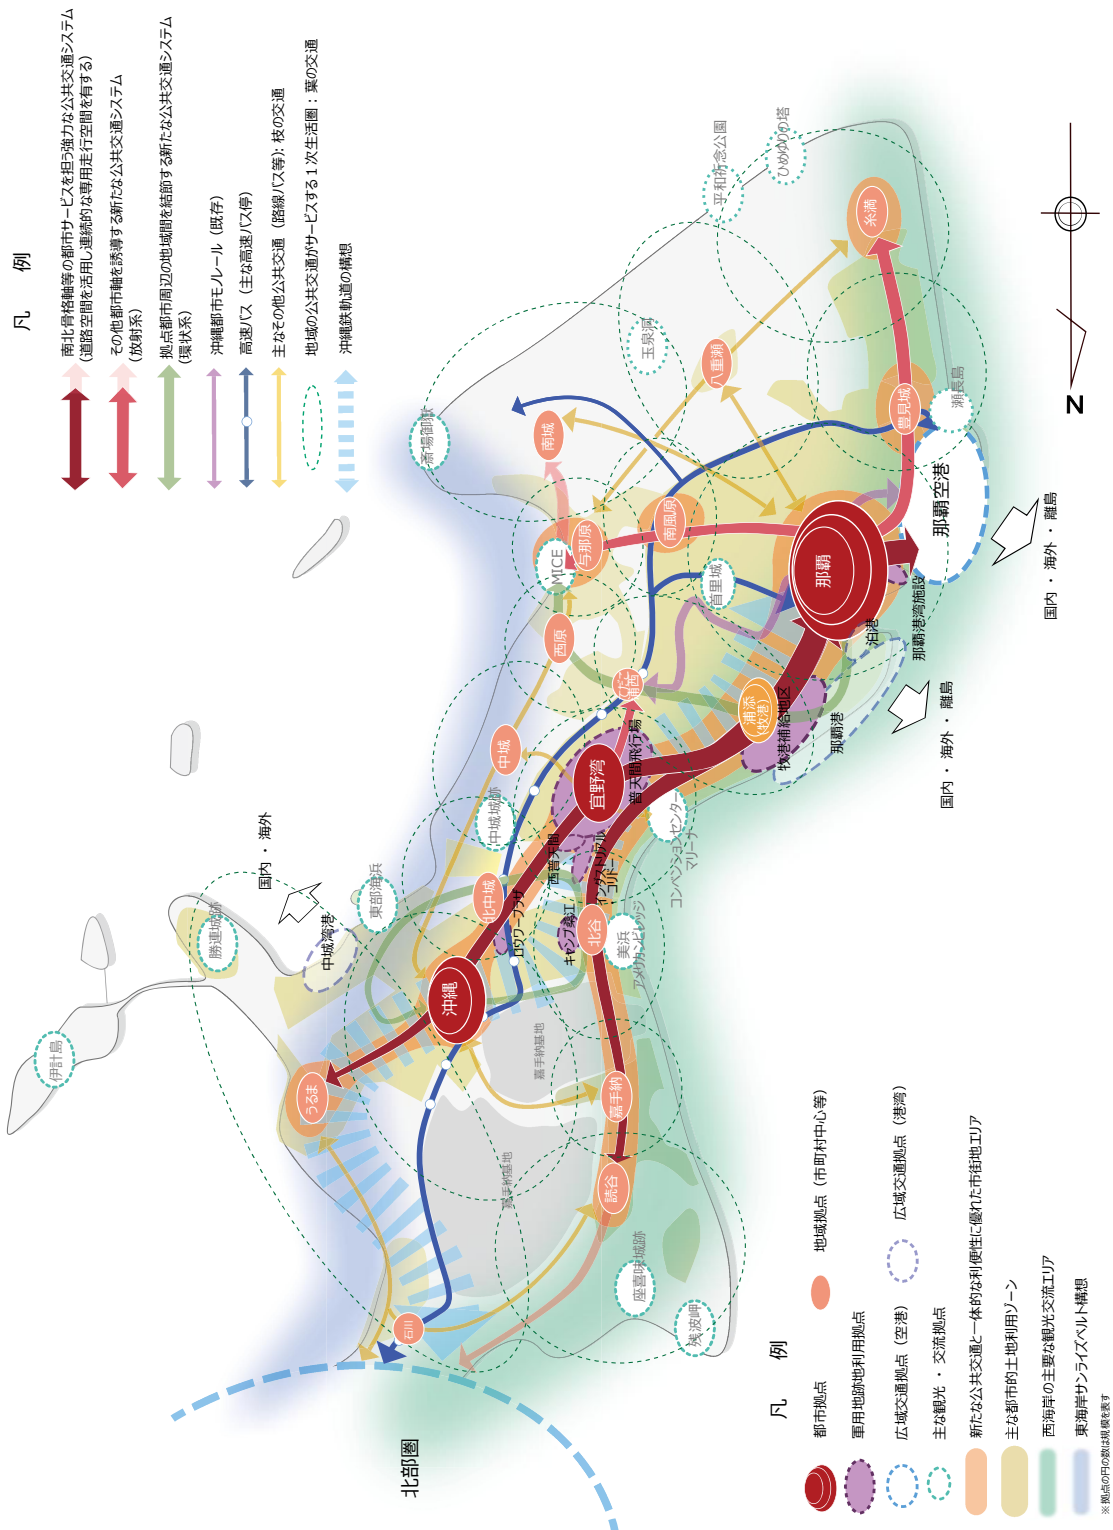 凡 例
南北骨格軸等の都市サービスを担う強力な公共交通システム
(道路空間を活用し連続的な専用走行空間を有する)
その他都市軸を誘導する新たな公共交通システム
(放射系)
拠点都市周辺の地域間を結節する新たな公共交通システム
(環状系)
沖縄都市モノレール (既存)
高速バス (主な高速バス停)
主なその他公共交通 (路線バス等): 枝の交通
地域の公共交通がサービスする1次生活圏: 葉の交通
沖縄鉄軌道の構想
伊計島
勝連城跡
国内・海外
中城湾港
東部海浜
斎場御嶽
うるま
石川
沖縄
北中城
中城城跡
中城
西原
MICE
与那原
南城
玉泉洞
平和祈念公園
ひめゆりの塔
八重瀬
糸満
南風原
首里城
嘉手納基地
嘉手納基地
ロウワープラザ
西普天間
キャンプ桑江
インダストリアル
コリドー
宜野湾
普天間飛行場
浦西
北谷
美浜
アメリカンビレッジ
コンベンションセンター
マリーナ
浦添
(牧港)
牧港補給地区
那覇
那覇港
泊港
那覇港湾施設
那覇空港
豊見城
瀬長島
嘉手納
読谷
座喜味城跡
残波岬
国内・海外・離島
国内・海外・離島
北部圏
N
凡 例
都市拠点
地域拠点 (市町村中心等)
軍用地跡地利用拠点
広域交通拠点 (空港)
広域交通拠点 (港湾)
主な観光・交流拠点
新たな公共交通と一体的な利便性に優れた市街地エリア
主な都市的土地利用ゾーン
西海岸の主要な観光交流エリア
東海岸サンライズベルト構想
※拠点の円の数は規模を表す